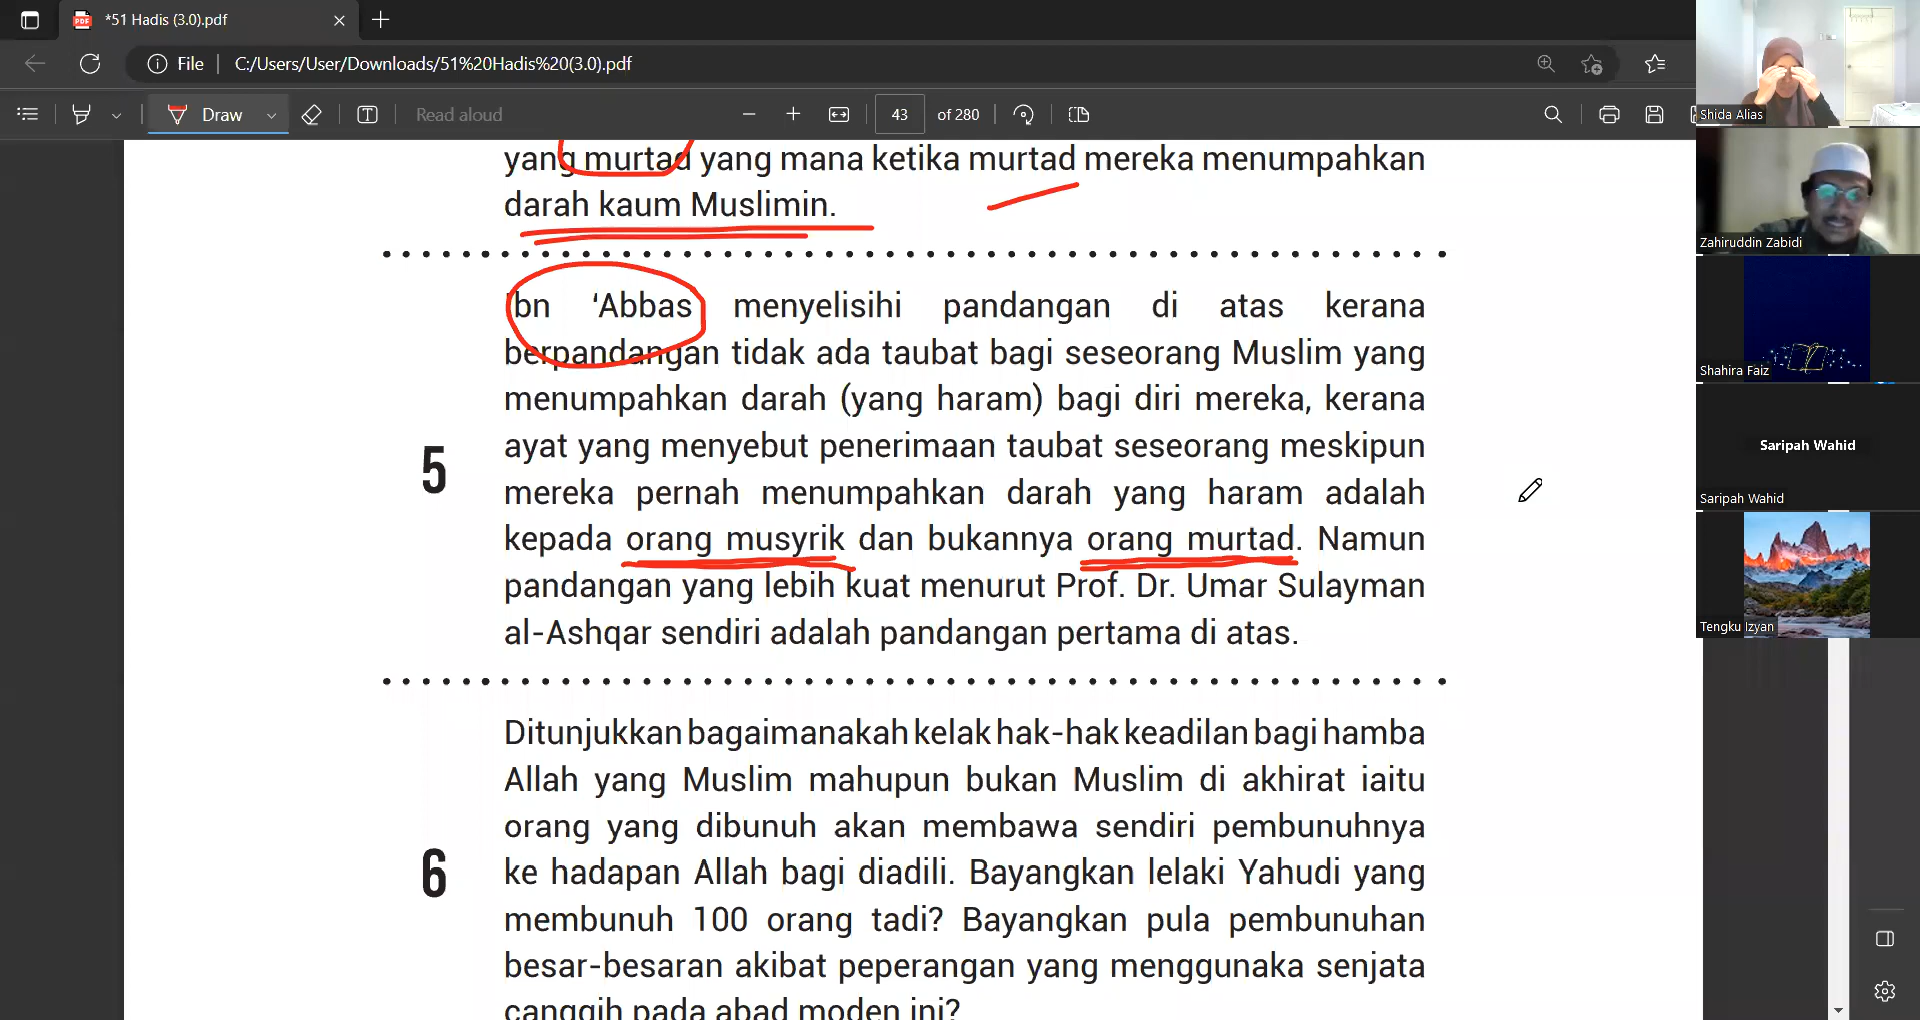 *51 Hadis (3.0).pdf
File
C:/Users/User/Downloads/51%20Hadis%20(3.0).pdf
Draw
Read aloud
43 of 280
yang murtad yang mana ketika murtad mereka menumpahkan
darah kaum Muslimin.
5
Ibn ‘Abbas menyelisihi pandangan di atas kerana
berpandangan tidak ada taubat bagi seseorang Muslim yang
menumpahkan darah (yang haram) bagi diri mereka, kerana
ayat yang menyebut penerimaan taubat seseorang meskipun
mereka pernah menumpahkan darah yang haram adalah
kepada orang musyrik dan bukannya orang murtad. Namun
pandangan yang lebih kuat menurut Prof. Dr. Umar Sulayman
al-Ashqar sendiri adalah pandangan pertama di atas.
6
Ditunjukkan bagaimanakah kelak hak-hak keadilan bagi hamba
Allah yang Muslim mahupun bukan Muslim di akhirat iaitu
orang yang dibunuh akan membawa sendiri pembunuhnya
ke hadapan Allah bagi diadili. Bayangkan lelaki Yahudi yang
membunuh 100 orang tadi? Bayangkan pula pembunuhan
besar-besaran akibat peperangan yang menggunaka senjata
canggih pada abad moden ini?
Shida Alias
Zahiruddin Zabidi
Shahira Faiz
Saripah Wahid
Saripah Wahid
Tengku Izyan